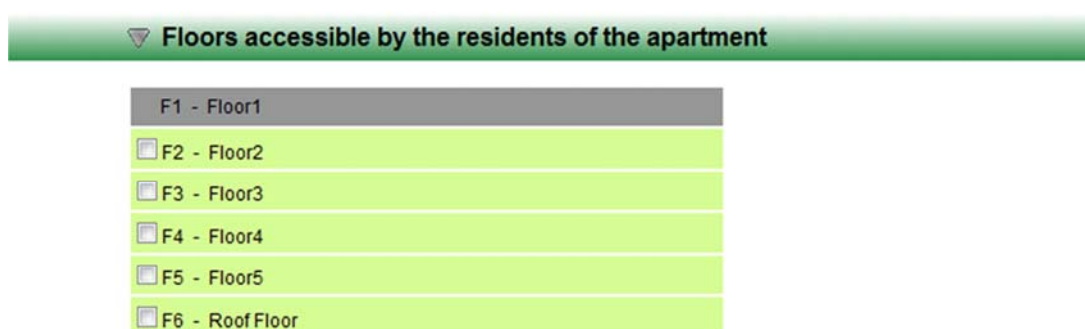 Floors accessible by the residents of the apartment
F1 - Floor1
F2 - Floor2
F3 - Floor3
F4 - Floor4
F5 - Floor5
F6 - Roof Floor